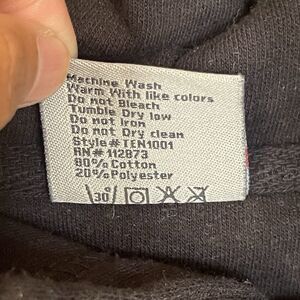 Machine Wash
Warm With like colors
Do not Bleach
Tumble Dry low
Do not Iron
Do not Dry clean
Style#TEN1001
RN#112873
80%Cotton
20%Polyester
30°